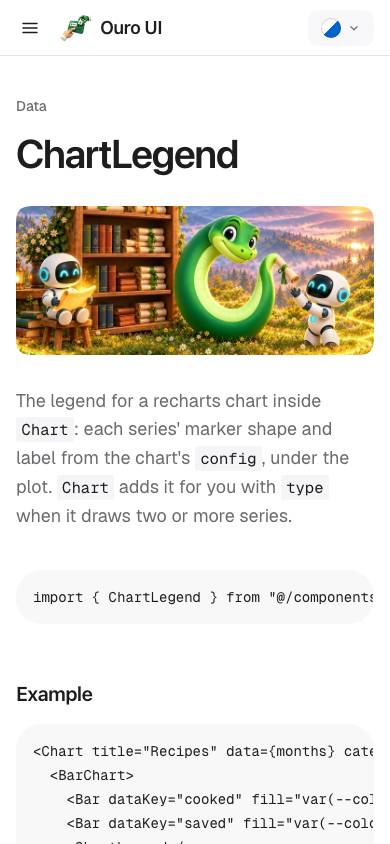 Ouro UI
Data
ChartLegend
The legend for a recharts chart inside
Chart: each series' marker shape and
label from the chart's config, under the
plot. Chart adds it for you with type
when it draws two or more series.
import { ChartLegend } from "@/components
Example
<Chart title="Recipes" data={months} cate
<BarChart>
<Bar dataKey="cooked" fill="var(--col
<Bar dataKey="saved" fill="var(--colo